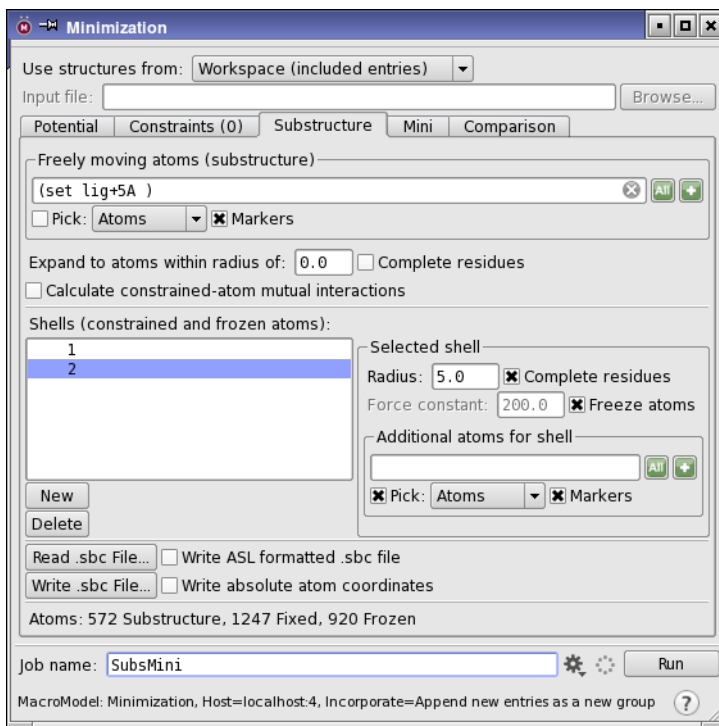 Minimization
Use structures from: Workspace (included entries)
Input file: Browse...
Potential Constraints (0) Substructure Mini Comparison
Freely moving atoms (substructure)
(set lig+5A ) All
Pick: Atoms Markers
Expand to atoms within radius of: 0.0 Complete residues
Calculate constrained-atom mutual interactions
Shells (constrained and frozen atoms):
1
2
Selected shell
Radius: 5.0 Complete residues
Force constant: 200.0 Freeze atoms
Additional atoms for shell
All
Pick: Atoms Markers
New
Delete
Read .sbc File... Write ASL formatted .sbc file
Write .sbc File... Write absolute atom coordinates
Atoms: 572 Substructure, 1247 Fixed, 920 Frozen
Job name: SubsMini Run
MacroModel: Minimization, Host=localhost:4, Incorporate=Append new entries as a new group ?